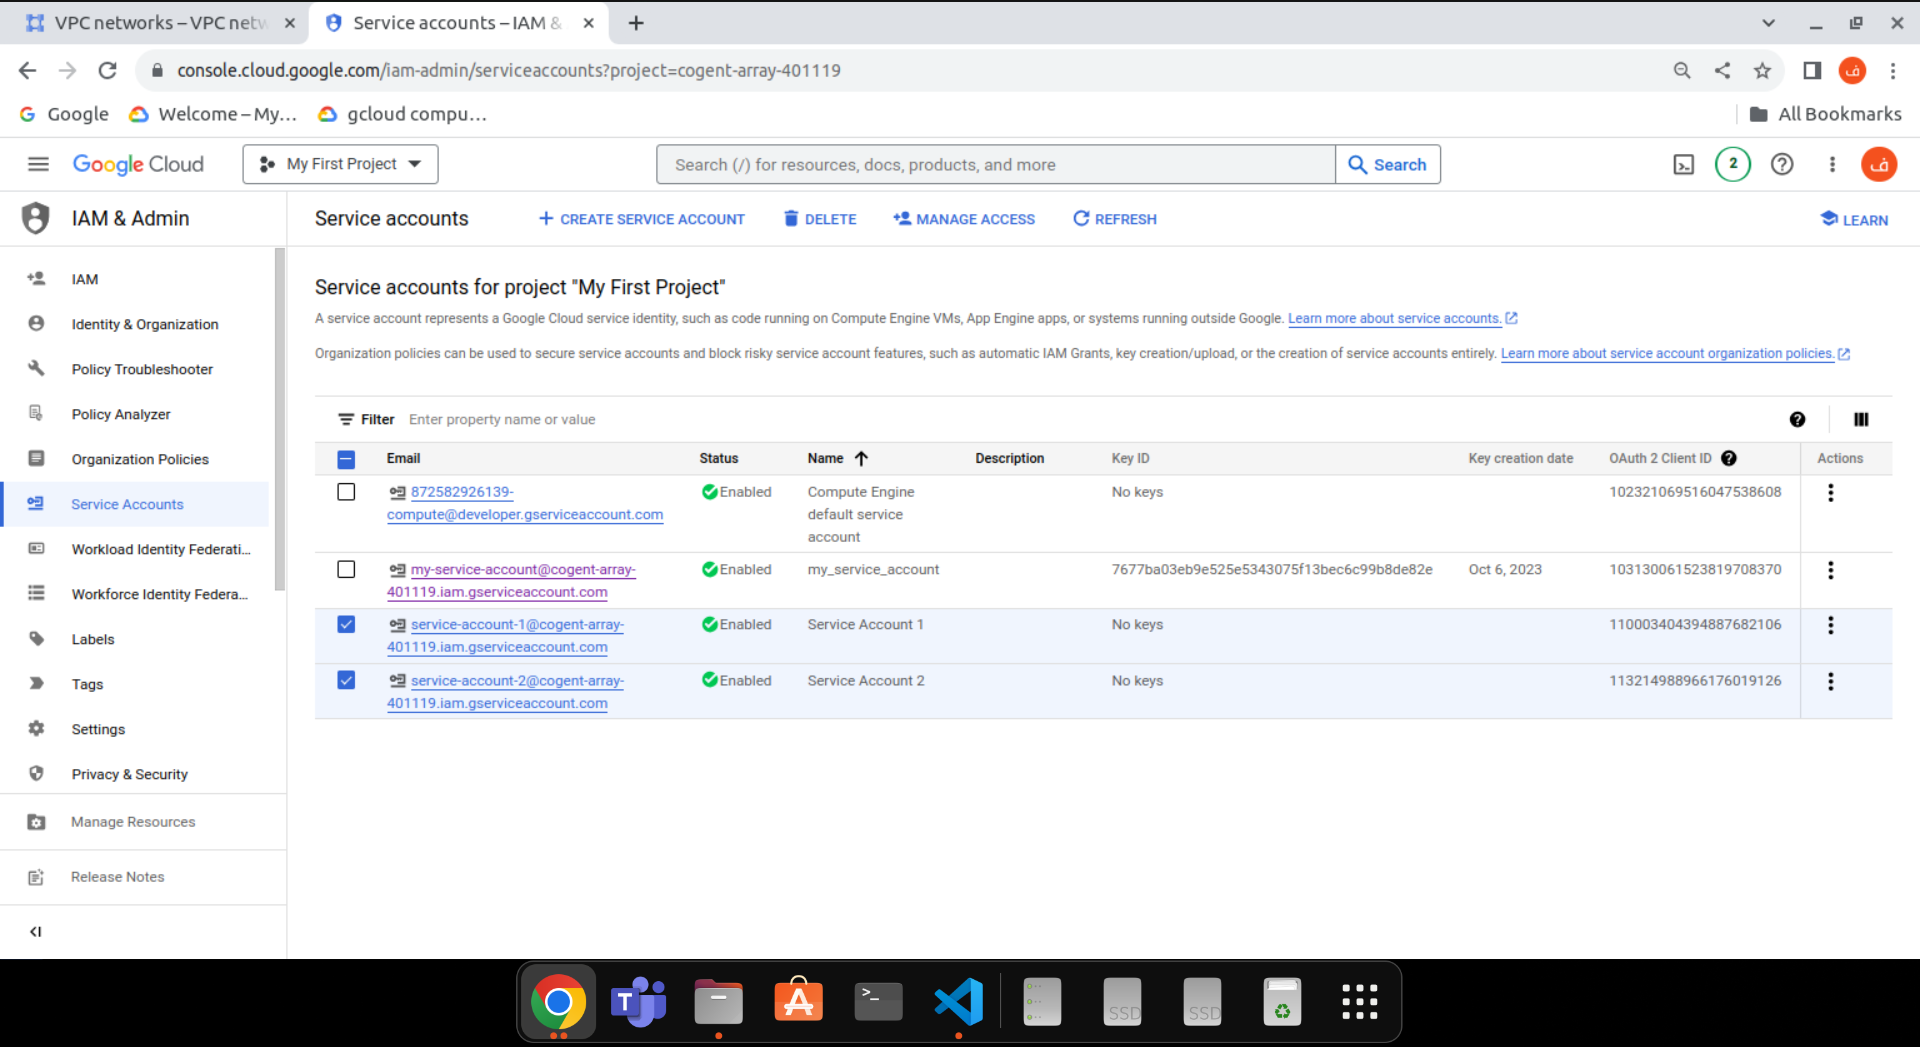 VPC networks – VPC netw
Service accounts – IAM &
console.cloud.google.com/iam-admin/serviceaccounts?project=cogent-array-401119
ف
Google
Welcome – My...
gcloud compu...
All Bookmarks
Google Cloud
My First Project
Search (/) for resources, docs, products, and more
Search
2
ف
IAM & Admin
Service accounts
CREATE SERVICE ACCOUNT
DELETE
MANAGE ACCESS
REFRESH
LEARN
IAM
Identity & Organization
Policy Troubleshooter
Policy Analyzer
Organization Policies
Service Accounts
Workload Identity Federati...
Workforce Identity Federa...
Labels
Tags
Settings
Privacy & Security
Manage Resources
Release Notes
Service accounts for project "My First Project"
A service account represents a Google Cloud service identity, such as code running on Compute Engine VMs, App Engine apps, or systems running outside Google. Learn more about service accounts.
Organization policies can be used to secure service accounts and block risky service account features, such as automatic IAM Grants, key creation/upload, or the creation of service accounts entirely. Learn more about service account organization policies.
Filter Enter property name or value
Email Status Name Description Key ID Key creation date OAuth 2 Client ID Actions
872582926139- Enabled Compute Engine No keys 102321069516047538608
compute@developer.gserviceaccount.com default service
account
my-service-account@cogent-array- Enabled my_service_account 7677ba03eb9e525e5343075f13bec6c99b8de82e Oct 6, 2023 103130061523819708370
401119.iam.gserviceaccount.com
service-account-1@cogent-array- Enabled Service Account 1 No keys 110003404394887682106
401119.iam.gserviceaccount.com
service-account-2@cogent-array- Enabled Service Account 2 No keys 113214988966176019126
401119.iam.gserviceaccount.com
T
>_
SSD
SSD